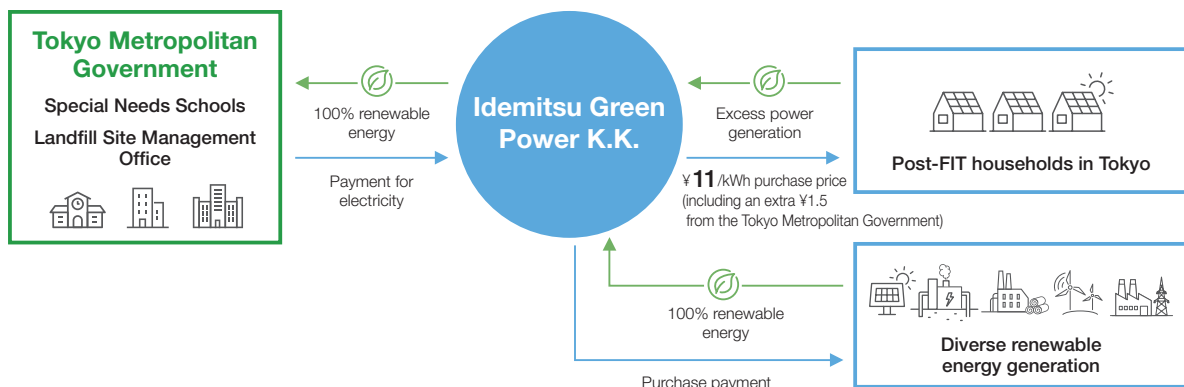 Tokyo Metropolitan
Government
Special Needs Schools
Landfill Site Management
Office
100% renewable
energy
Payment for
electricity
Idemitsu Green
Power K.K.
Excess power
generation
¥11/kWh purchase price
(including an extra ¥1.5
from the Tokyo Metropolitan Government)
Post-FIT households in Tokyo
100% renewable
energy
Purchase payment
Diverse renewable
energy generation